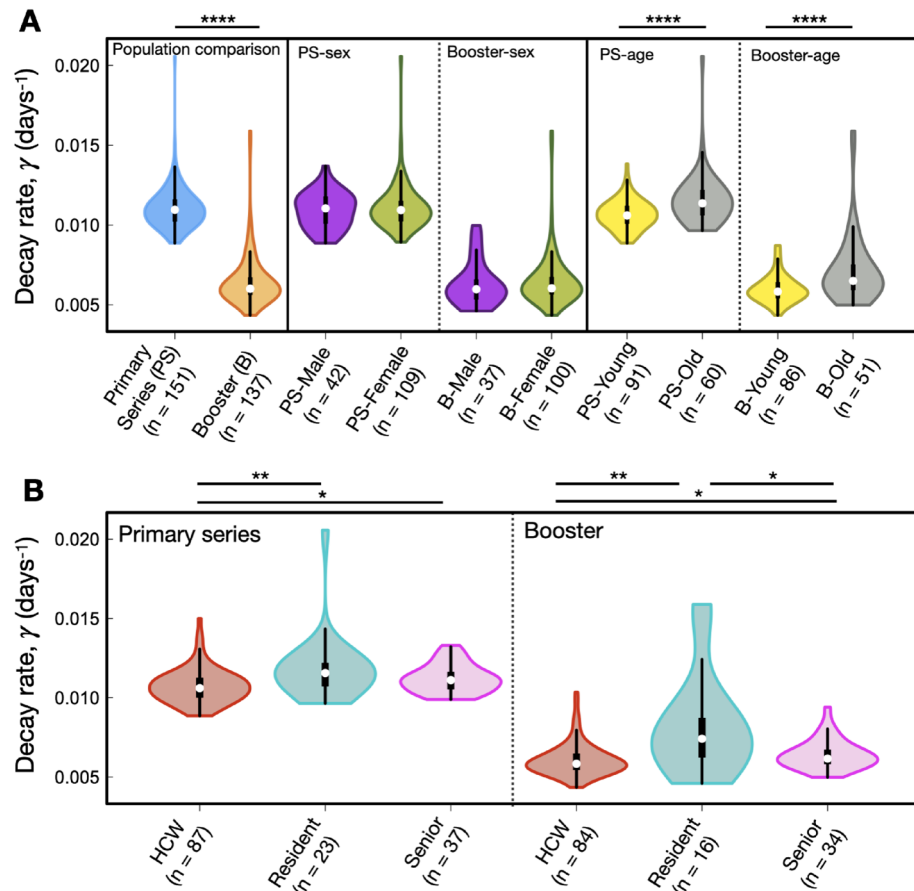 A
****
****
****
Population comparison
PS-sex
Booster-sex
PS-age
Booster-age
Decay rate, γ (days⁻¹)
0.020
0.015
0.010
0.005
Primary
Series (PS)
(n = 151)
Booster (B)
(n = 137)
PS-Male
(n = 42)
PS-Female
(n = 109)
B-Male
(n = 37)
B-Female
(n = 100)
PS-Young
(n = 91)
PS-Old
(n = 60)
B-Young
(n = 86)
B-Old
(n = 51)
B
**
*
**
*
*
Primary series
Booster
Decay rate, γ (days⁻¹)
0.020
0.015
0.010
0.005
HCW
(n = 87)
Resident
(n = 23)
Senior
(n = 37)
HCW
(n = 84)
Resident
(n = 16)
Senior
(n = 34)